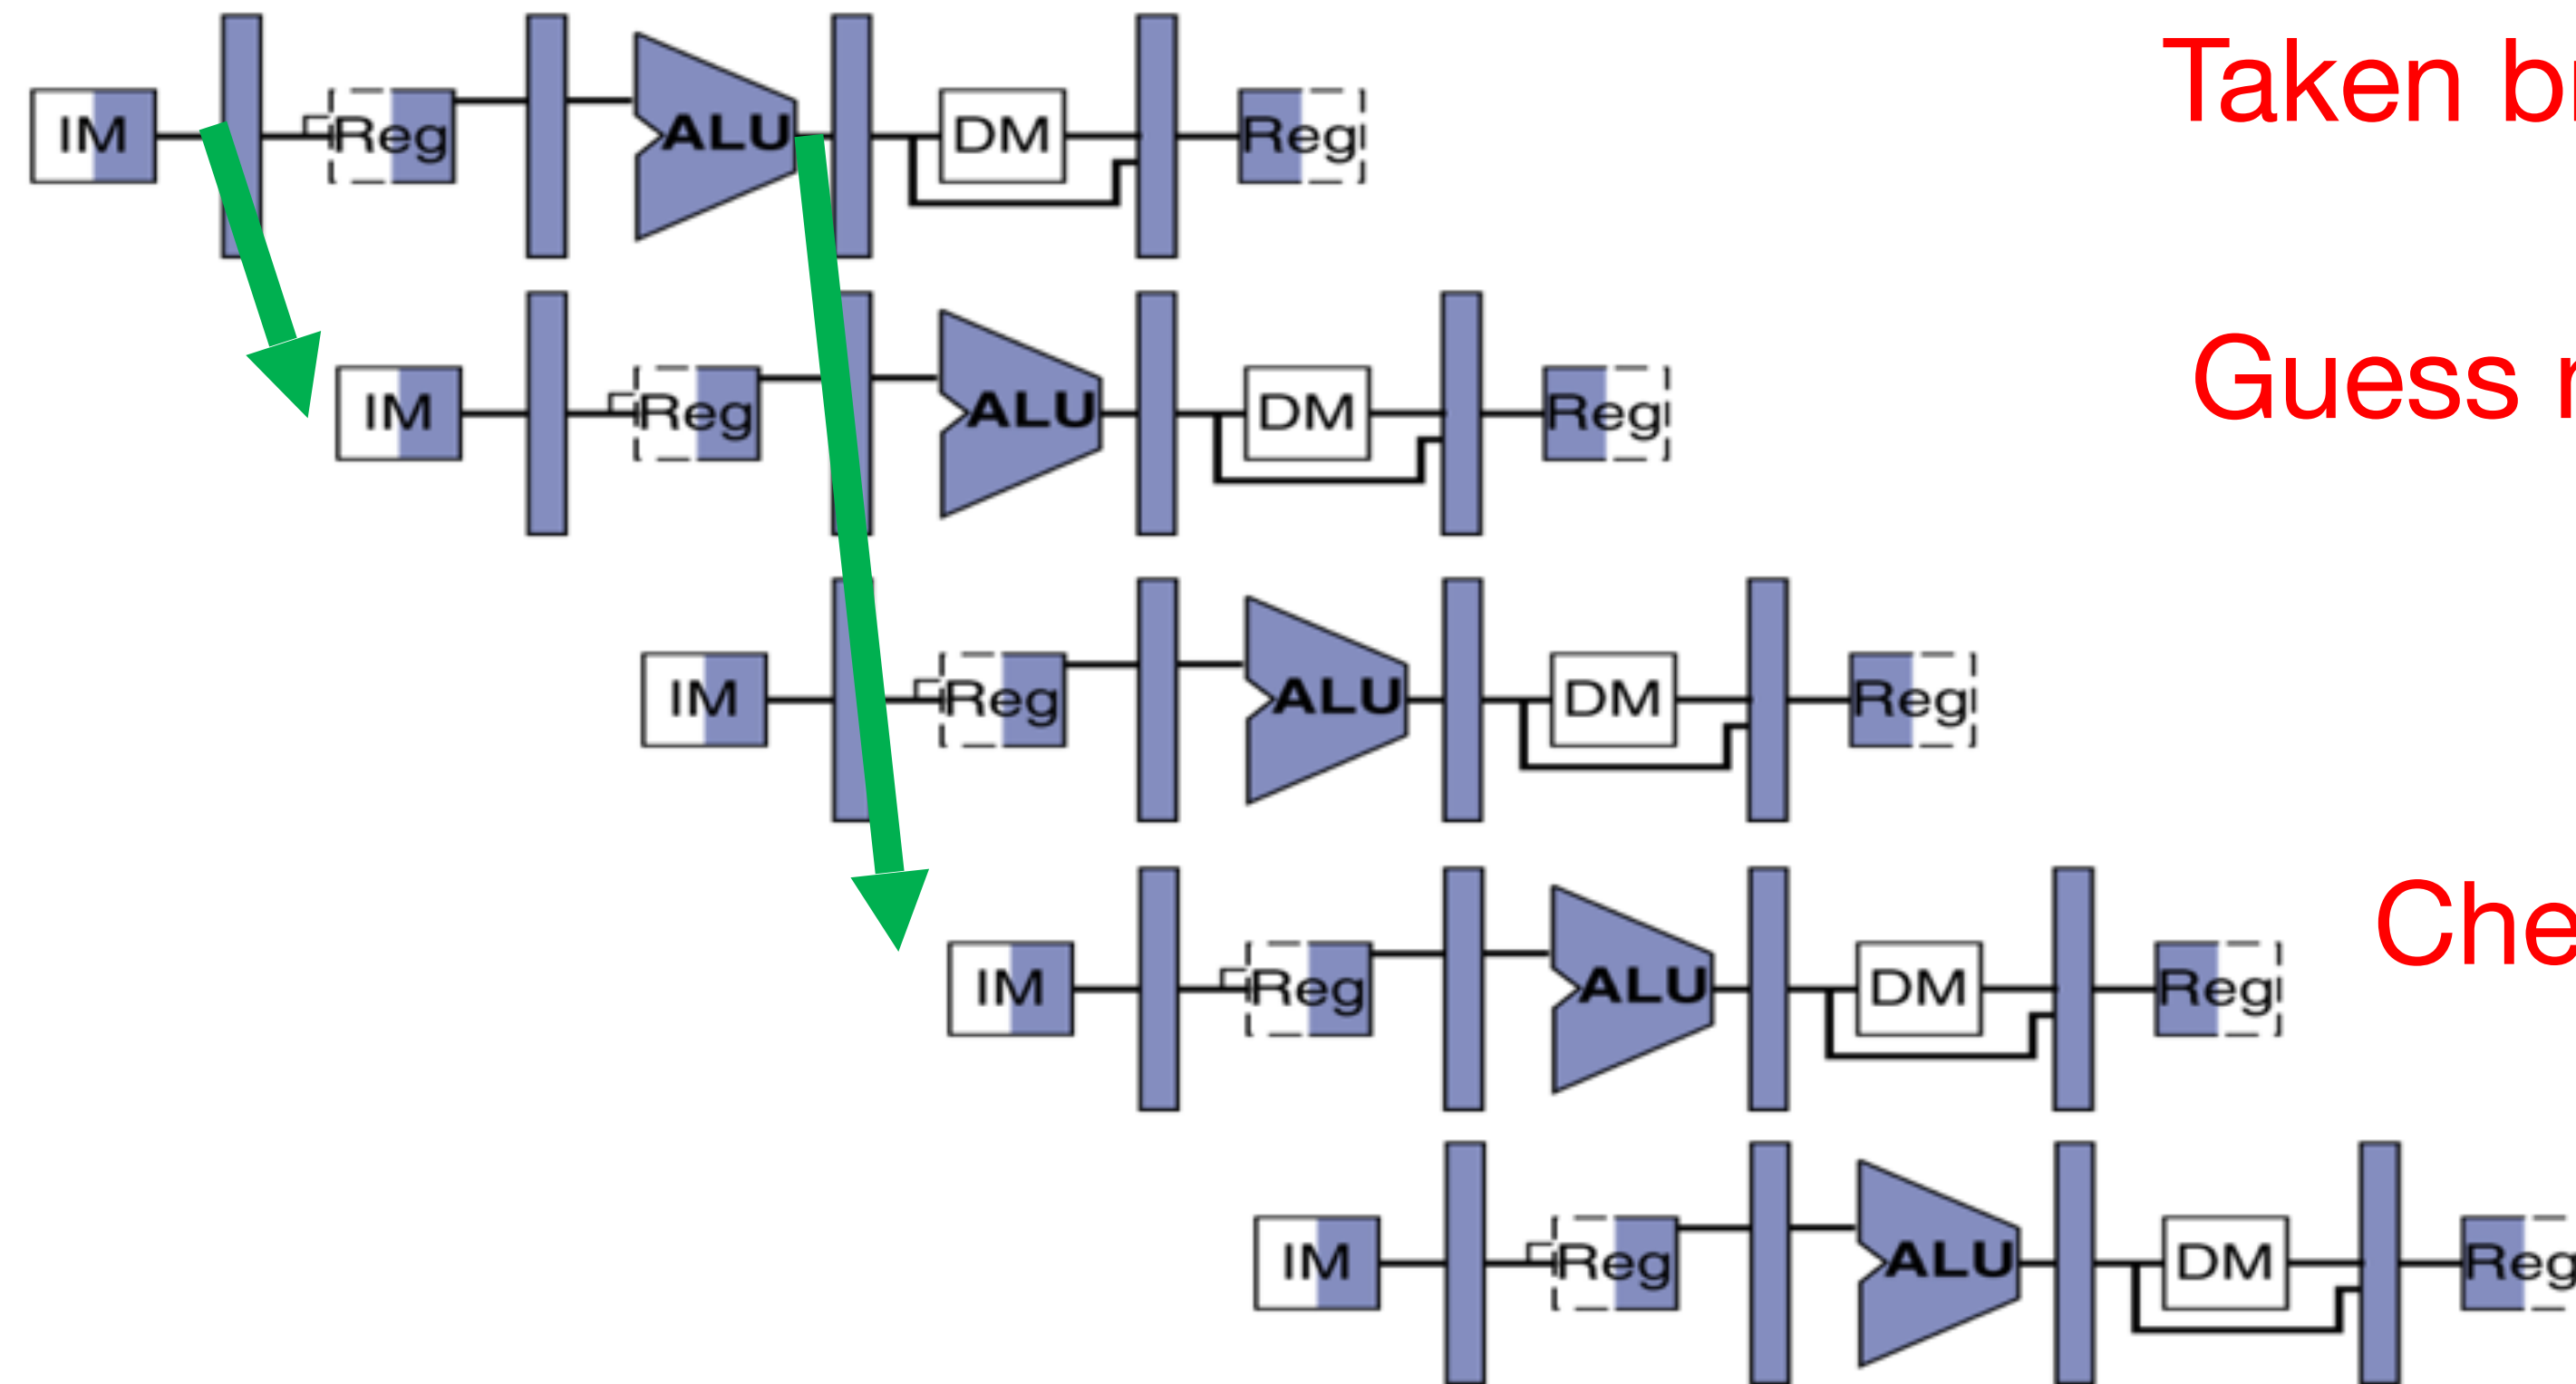 IM Reg ALU DM Reg Taken b
IM Reg ALU DM Reg Guess
IM Reg ALU DM Reg
IM Reg ALU DM Reg Che
IM Reg ALU DM Reg